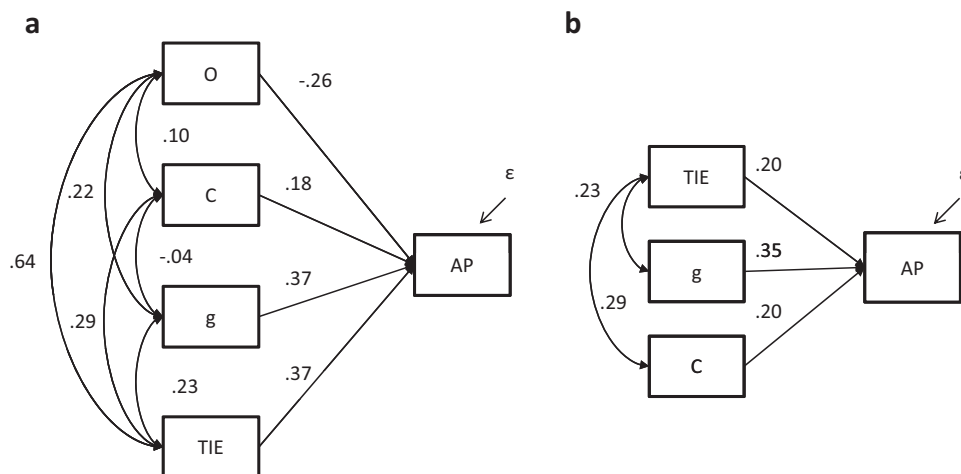 a
O
-.26
.10
C
.18
.22
ε
-.04
AP
.64
.37
g
.29
.37
.23
TIE
b
TIE
.20
.23
ε
.35
g
AP
.29
.20
C